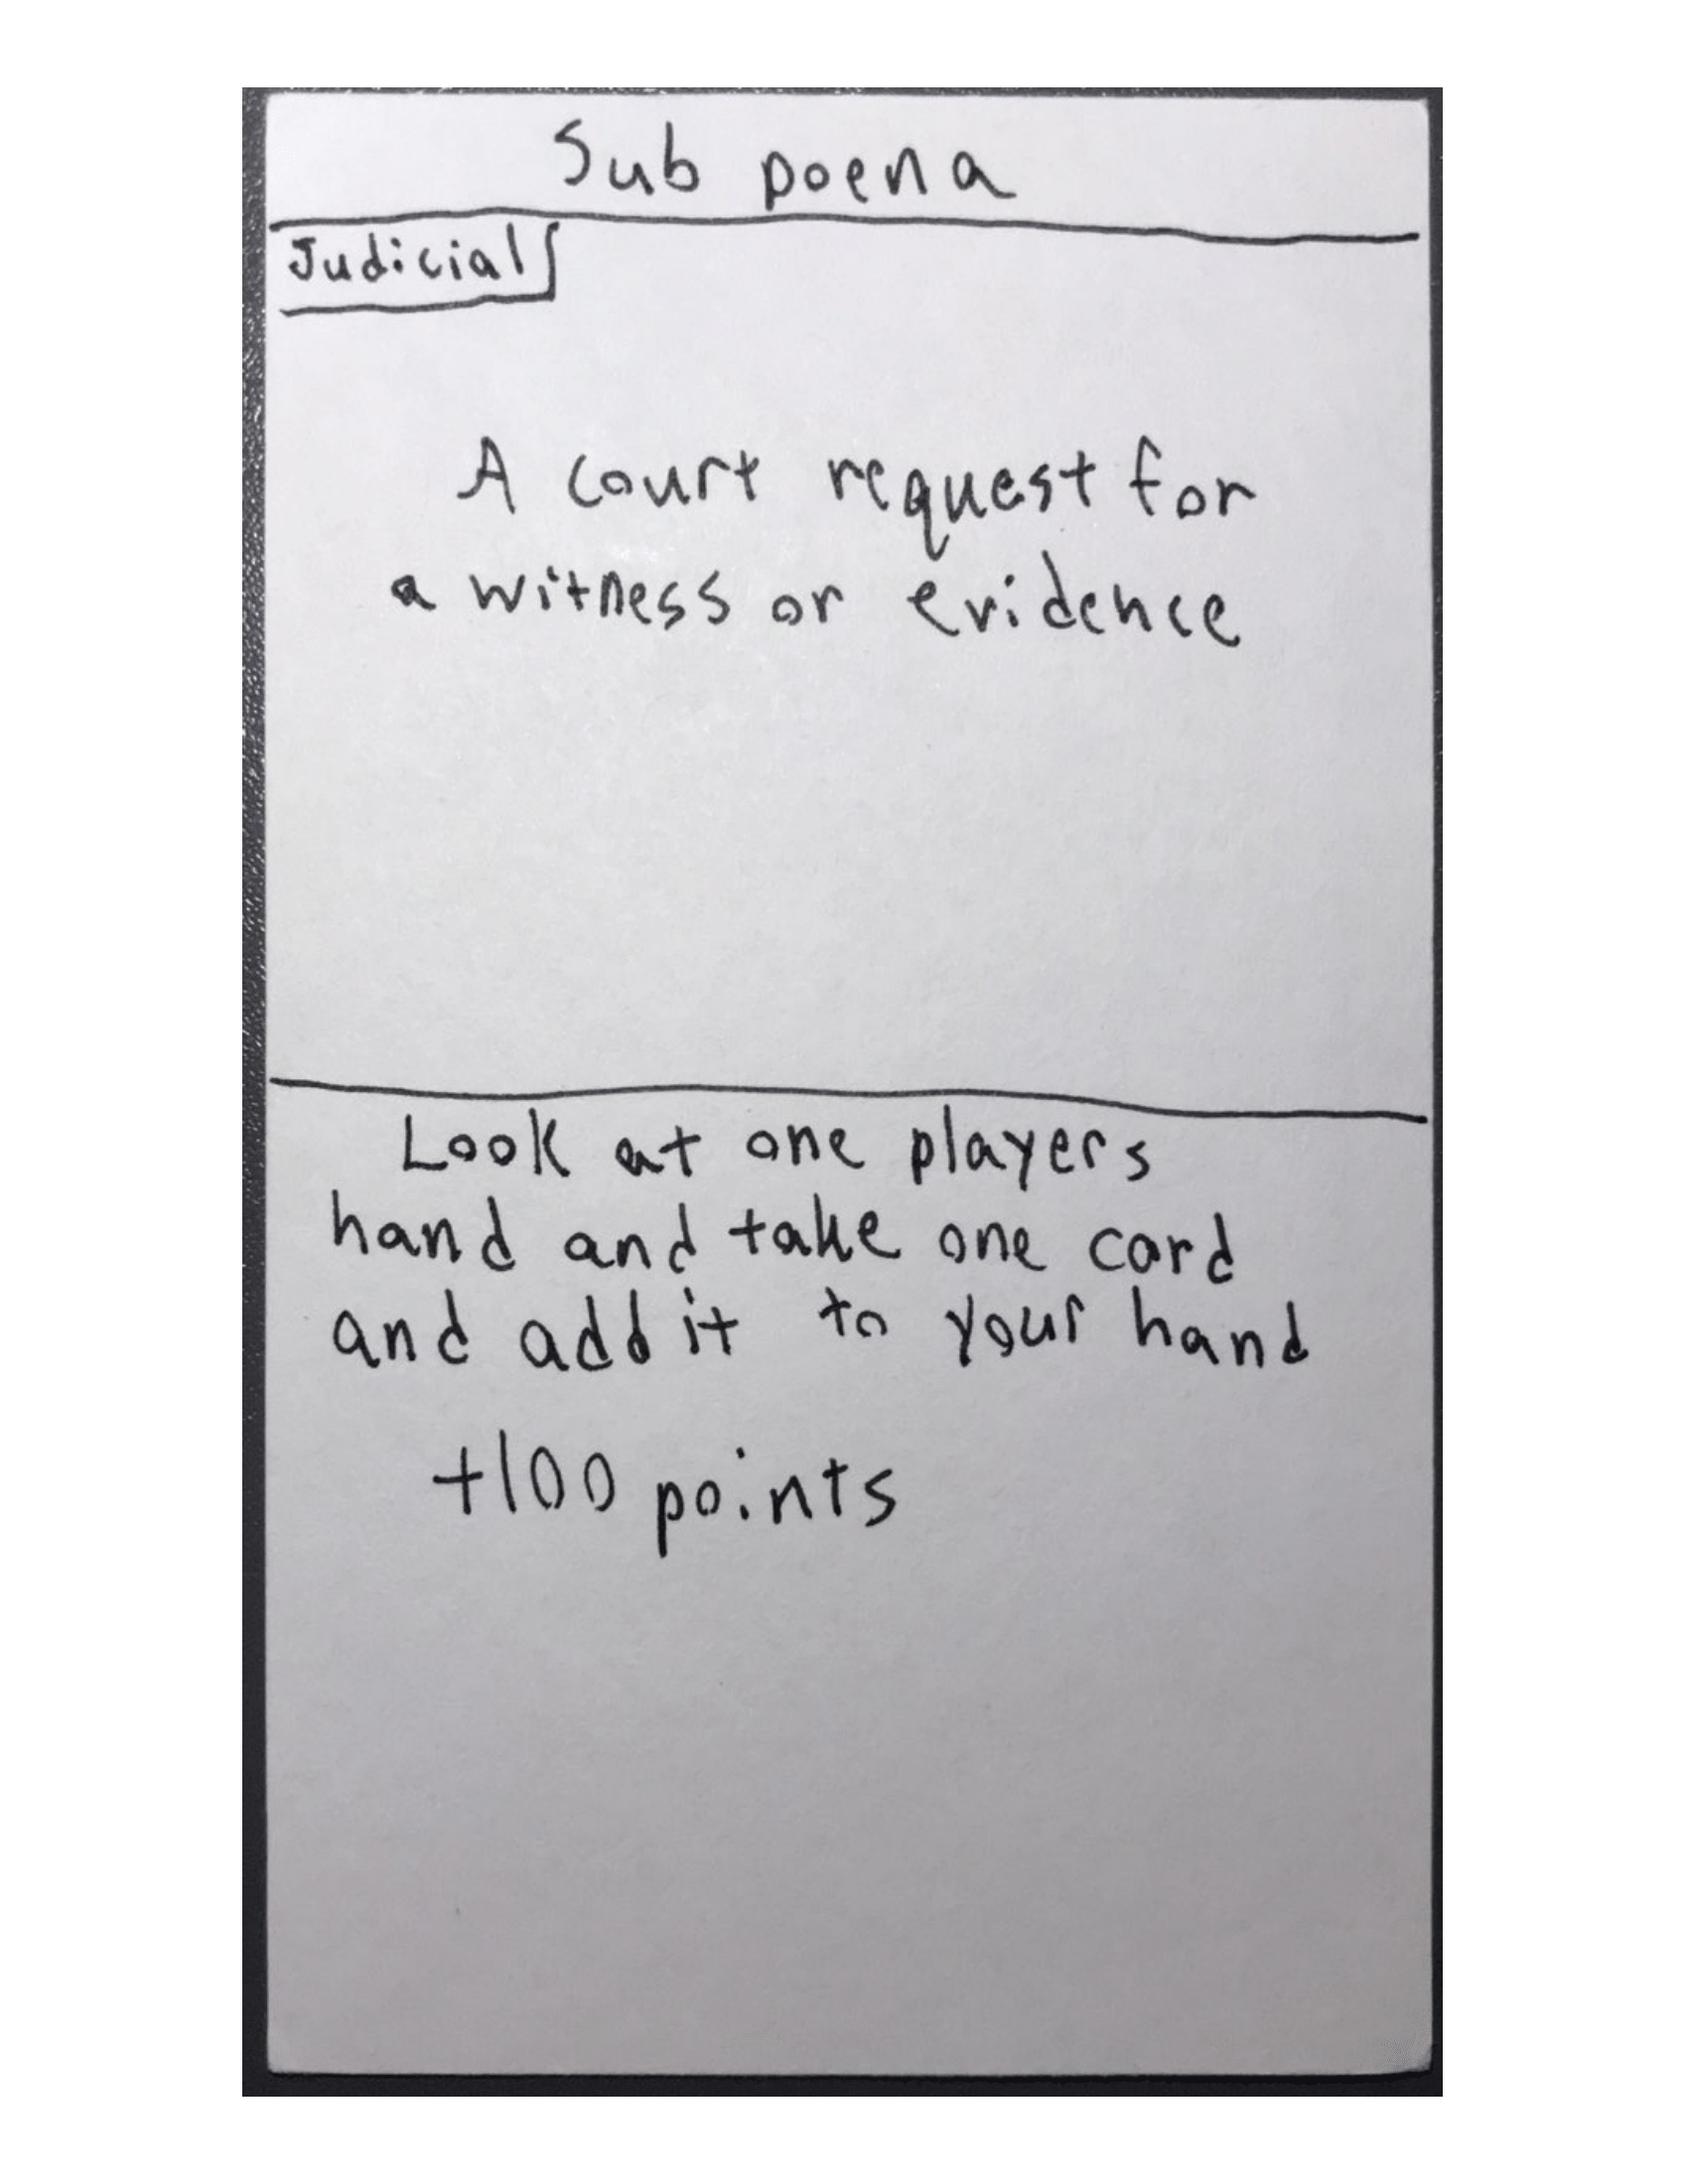 Sub poena
Judicial
A court request for
a witness or evidence
Look at one players
hand and take one card
and add it to your hand
+100 points